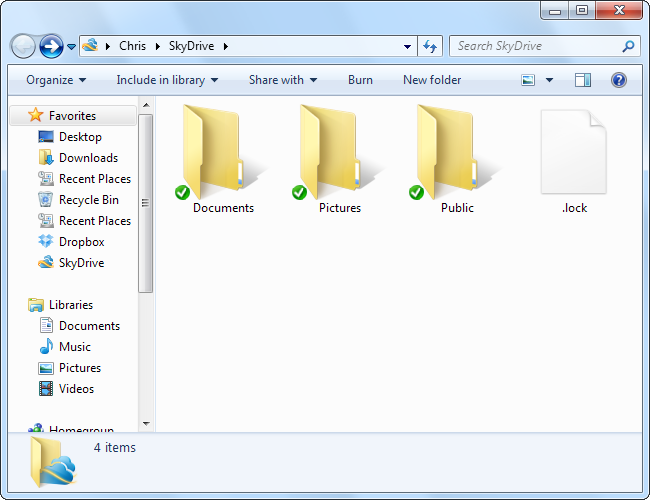 Chris SkyDrive Search SkyDrive
Organize Include in library Share with Burn New folder
Favorites
Desktop
Downloads
Recent Places
Recycle Bin
Recent Places
Dropbox
SkyDrive
Libraries
Documents
Music
Pictures
Videos
Homegroup
Documents Pictures Public .lock
4 items